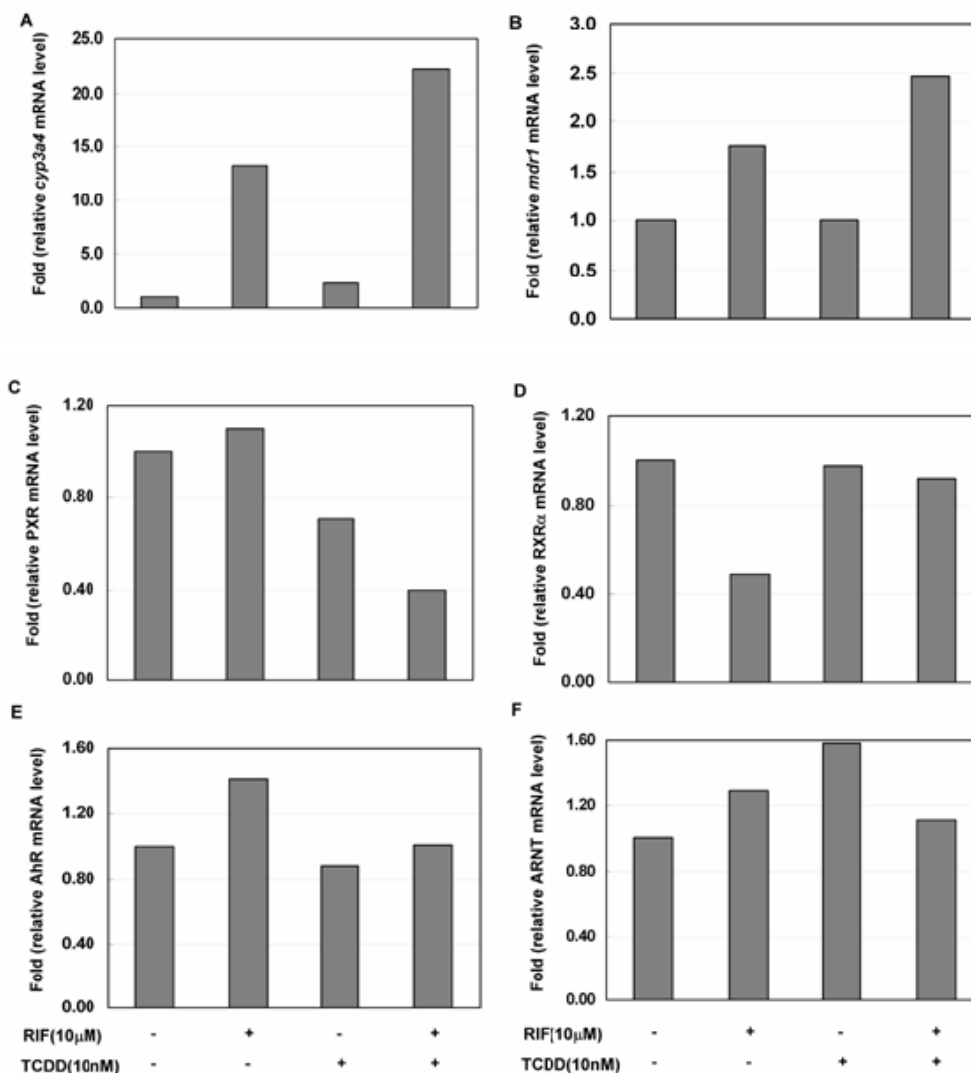 A
Fold (relative cyp3a4 mRNA level)
25.0
20.0
15.0
10.0
5.0
0.0
B
Fold (relative mdr1 mRNA level)
3.0
2.5
2.0
1.5
1.0
0.5
0.0
C
Fold (relative PXR mRNA level)
1.20
0.80
0.40
0.00
D
Fold (relative RXRα mRNA level)
1.20
0.80
0.40
0.00
E
Fold (relative AhR mRNA level)
1.60
1.20
0.80
0.40
0.00
RIF(10μM) - + - +
TCDD(10nM) - - + +
F
Fold (relative ARNT mRNA level)
1.60
1.20
0.80
0.40
0.00
RIF(10μM) - + - +
TCDD(10nM) - - + +